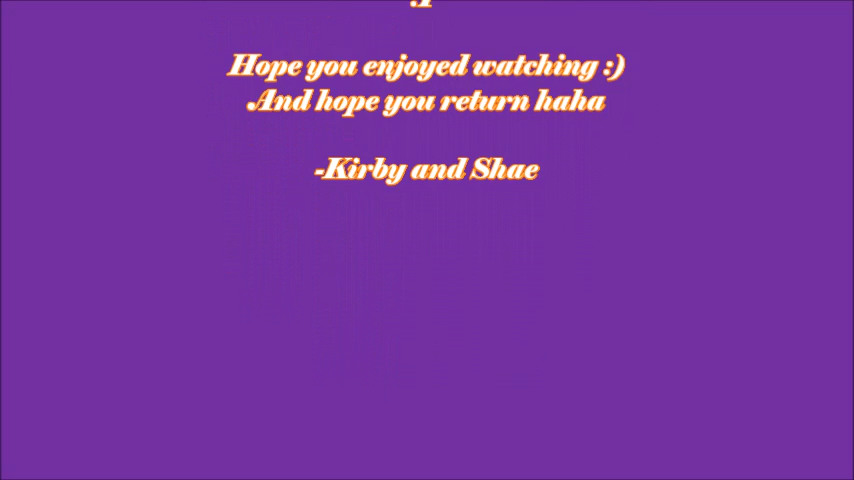 Hope you enjoyed watching :)
And hope you return haha
-Kirby and Shae